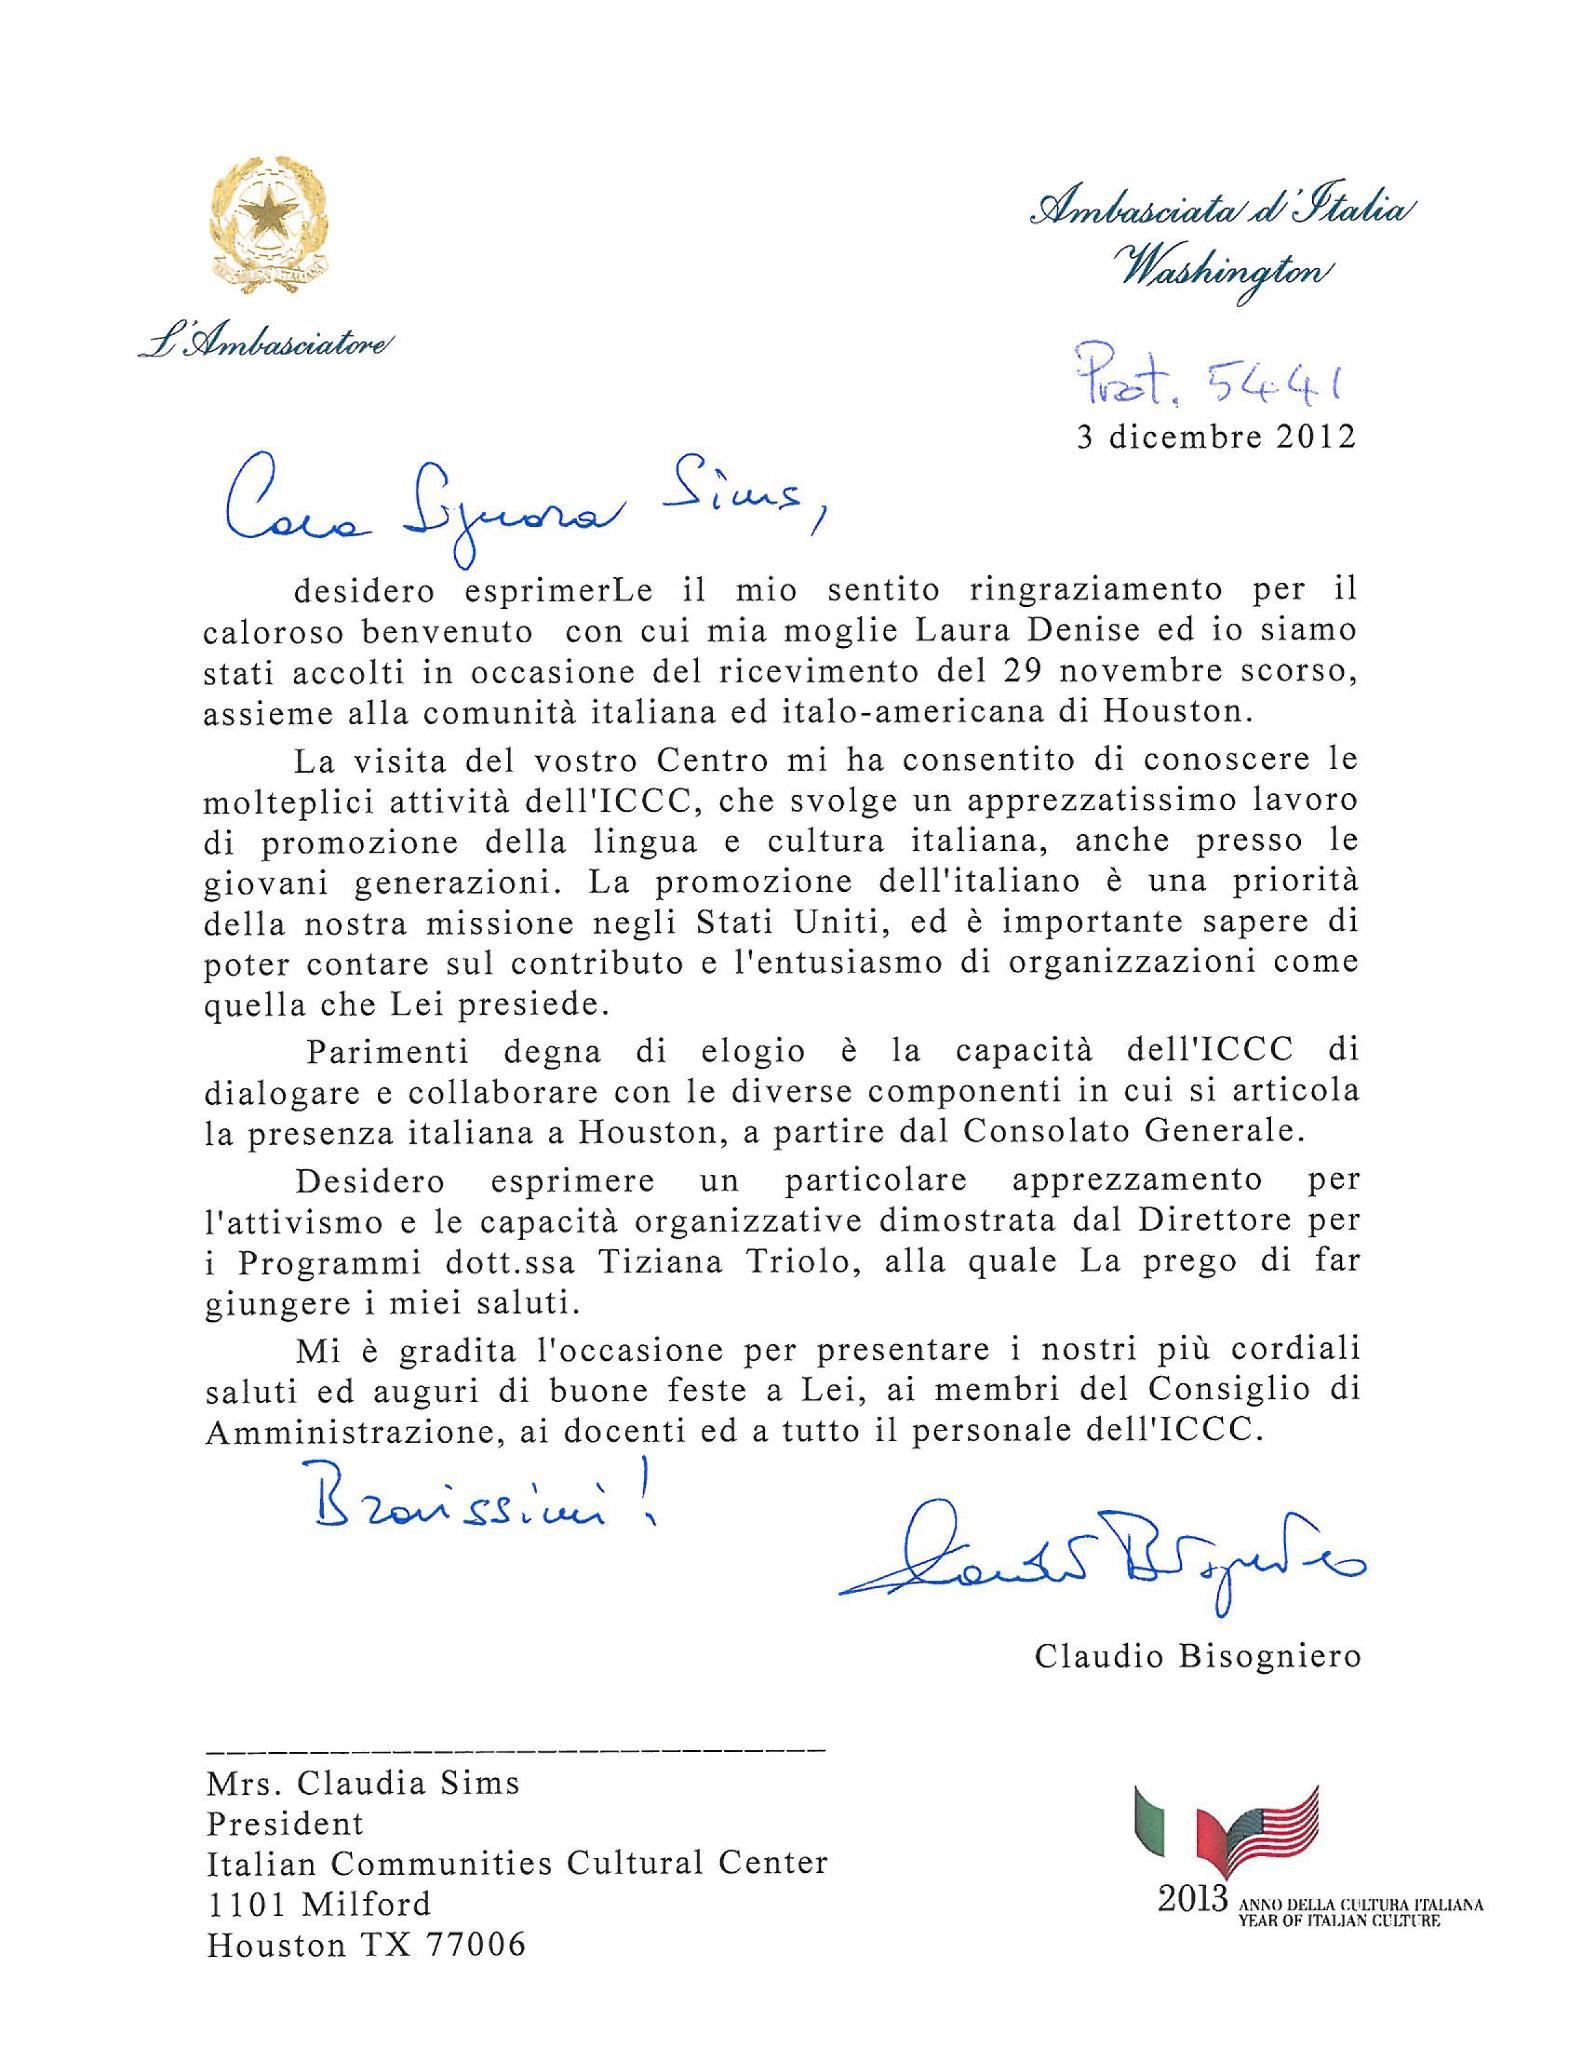 L'Ambasciatore
Ambasciata d'Italia
Washington
Prot. 5441
3 dicembre 2012
Cara Signora Sims,
desidero esprimerLe il mio sentito ringraziamento per il
caloroso benvenuto con cui mia moglie Laura Denise ed io siamo
stati accolti in occasione del ricevimento del 29 novembre scorso,
assieme alla comunità italiana ed italo-americana di Houston.
La visita del vostro Centro mi ha consentito di conoscere le
molteplici attività dell'ICCC, che svolge un apprezzatissimo lavoro
di promozione della lingua e cultura italiana, anche presso le
giovani generazioni. La promozione dell'italiano è una priorità
della nostra missione negli Stati Uniti, ed è importante sapere di
poter contare sul contributo e l'entusiasmo di organizzazioni come
quella che Lei presiede.
Parimenti degna di elogio è la capacità dell'ICCC di
dialogare e collaborare con le diverse componenti in cui si articola
la presenza italiana a Houston, a partire dal Consolato Generale.
Desidero esprimere un particolare apprezzamento per
l'attivismo e le capacità organizzative dimostrata dal Direttore per
i Programmi dott.ssa Tiziana Triolo, alla quale La prego di far
giungere i miei saluti.
Mi è gradita l'occasione per presentare i nostri più cordiali
saluti ed auguri di buone feste a Lei, ai membri del Consiglio di
Amministrazione, ai docenti ed a tutto il personale dell'ICCC.
Bravissimi!
Claudio Bisogniero
Claudio Bisogniero
Mrs. Claudia Sims
President
Italian Communities Cultural Center
1101 Milford
Houston TX 77006
2013 ANNO DELLA CULTURA ITALIANA
YEAR OF ITALIAN CULTURE